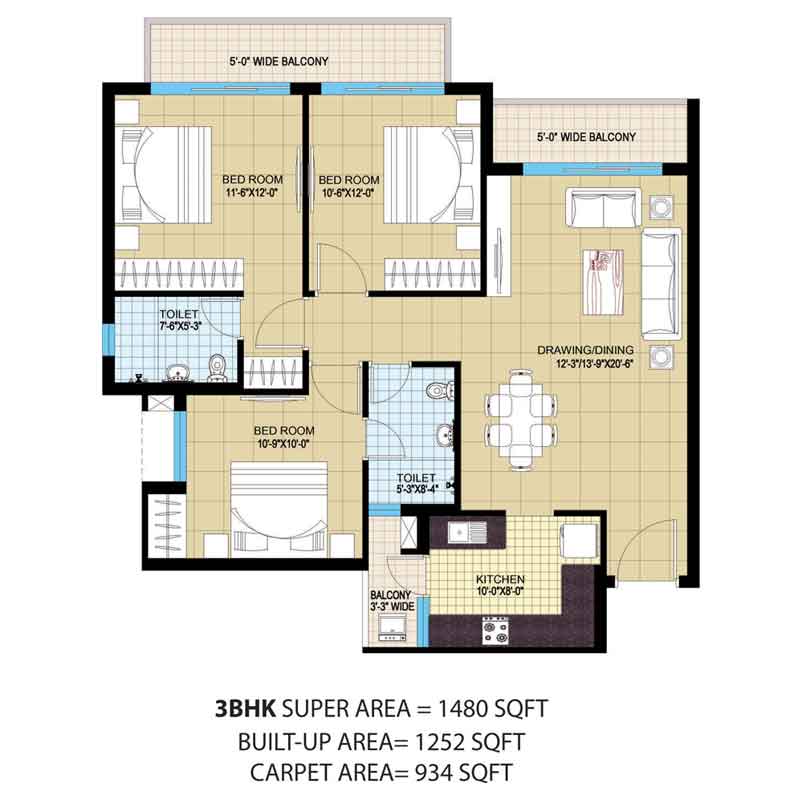 5'-0" WIDE BALCONY
5'-0" WIDE BALCONY
BED ROOM
11'-6"X12'-0"
BED ROOM
10'-6"X12'-0"
TOILET
7'-6"X5'-3"
DRAWING/DINING
12'-3"/13'-9"X20'-6"
BED ROOM
10'-9"X10'-0"
TOILET
5'-3"X8'-4"
KITCHEN
10'-0"X8'-0"
BALCONY
3'-3" WIDE
3BHK SUPER AREA = 1480 SQFT
BUILT-UP AREA= 1252 SQFT
CARPET AREA= 934 SQFT